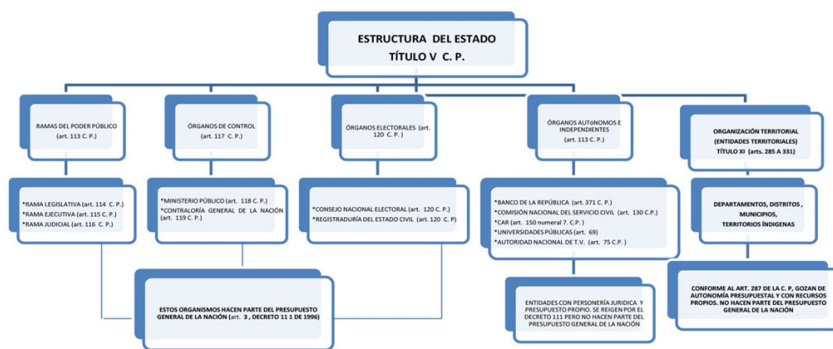 ESTRUCTURA DEL ESTADO
TÍTULO V C. P.
RAMAS DEL PODER PÚBLICO
(art. 113 C. P.)
ÓRGANOS DE CONTROL
(art. 117 C. P.)
ÓRGANOS ELECTORALES (art.
120 C. P. )
ÓRGANOS AUTóNOMOS E
INDEPENDIENTES
(art. 113 C. P.)
ORGANIZACIÓN TERRITORIAL
(ENTIDADES TERRITORIALES)
TÍTULO XI (arts. 285 A 331)
*RAMA LEGISLATIVA (art. 114 C. P.)
*RAMA EJECUTIVA (art. 115 C. P.)
*RAMA JUDICIAL (art. 116 C. P.)
*MINISTERIO PÚBLICO (art. 118 C. P.)
*CONTRALORÍA GENERAL DE LA NACIÓN
(art. 119 C. P.)
*CONSEJO NACIONAL ELECTORAL (art. 120 C. P.)
*REGISTRADURÍA DEL ESTADO CIVIL (art. 120 C. P)
*BANCO DE LA REPÚBLICA (art. 371 C. P.)
*COMISIÓN NACIONAL DEL SERVICIO CIVIL (art. 130 C.P.)
*CAR (art. 150 numeral 7. C.P. )
*UNIVERSIDADES PÚBLICAS (art. 69)
*AUTORIDAD NACIONAL DE T.V. (art. 75 C.P. )
DEPARTAMENTOS, DISTRITOS ,
MUNICIPIOS,
TERRITORIOS ÍNDIGENAS
ESTOS ORGANISMOS HACEN PARTE DEL PRESUPUESTO
GENERAL DE LA NACIÓN (art. 3 , DECRETO 11 1 DE 1996)
ENTIDADES CON PERSONERÍA JURIDICA Y
PRESUPUESTO PROPIO. SE REIGEN POR EL
DECRETO 111 PERO NO HACEN PARTE DEL
PRESUPUESTO GENERAL DE LA NACIÓN
CONFORME AL ART. 287 DE LA C. P, GOZAN DE
AUTONOMÍA PRESUPUESTAL Y CON RECURSOS
PROPIOS. NO HACEN PARTE DEL PRESUPUESTO
GENERAL DE LA NACIÓN